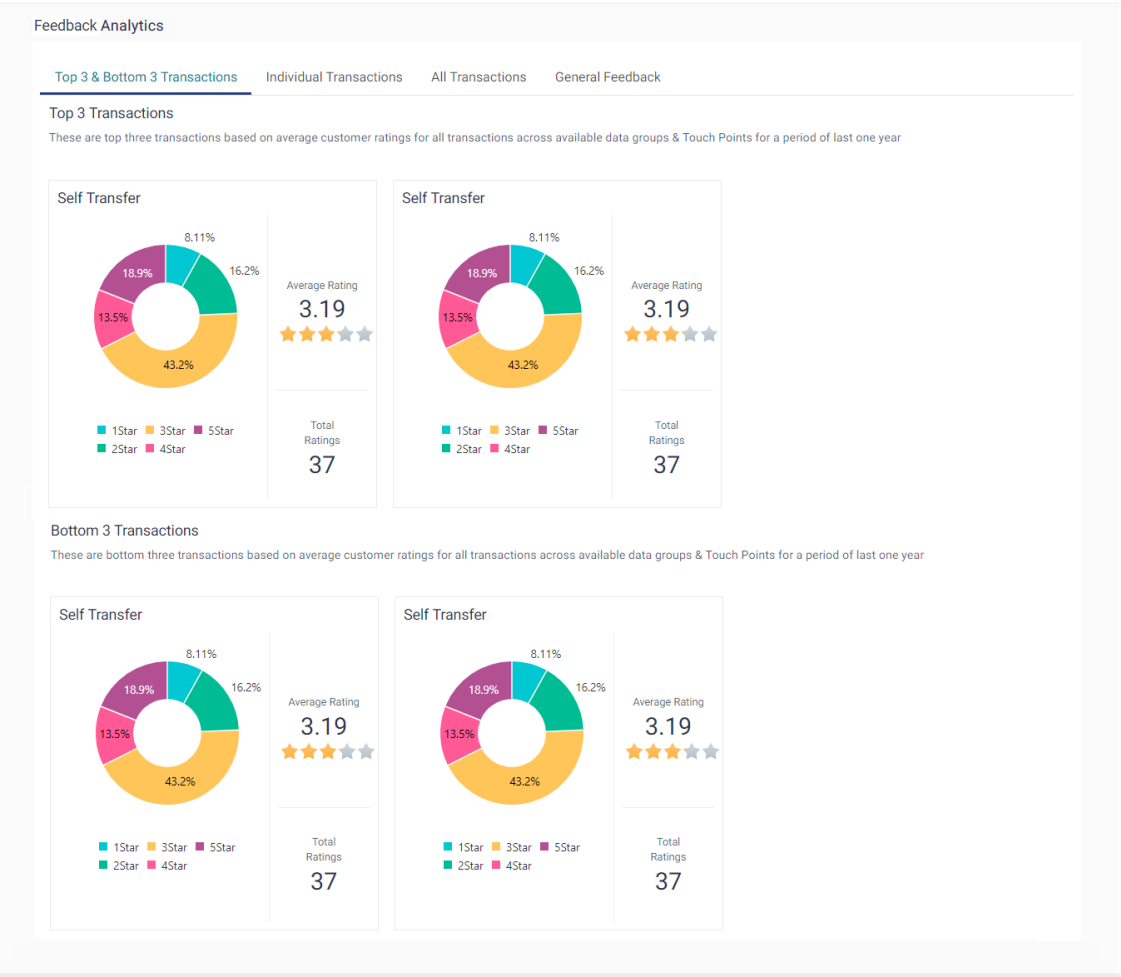 Feedback Analytics
Top 3 & Bottom 3 Transactions Individual Transactions All Transactions General Feedback
Top 3 Transactions
These are top three transactions based on average customer ratings for all transactions across available data groups & Touch Points for a period of last one year
Self Transfer
8.11%
16.2%
18.9%
13.5%
43.2%
1Star 3Star 5Star
2Star 4Star
Average Rating
3.19
Total
Ratings
37
Self Transfer
8.11%
16.2%
18.9%
13.5%
43.2%
1Star 3Star 5Star
2Star 4Star
Average Rating
3.19
Total
Ratings
37
Bottom 3 Transactions
These are bottom three transactions based on average customer ratings for all transactions across available data groups & Touch Points for a period of last one year
Self Transfer
8.11%
16.2%
18.9%
13.5%
43.2%
1Star 3Star 5Star
2Star 4Star
Average Rating
3.19
Total
Ratings
37
Self Transfer
8.11%
16.2%
18.9%
13.5%
43.2%
1Star 3Star 5Star
2Star 4Star
Average Rating
3.19
Total
Ratings
37